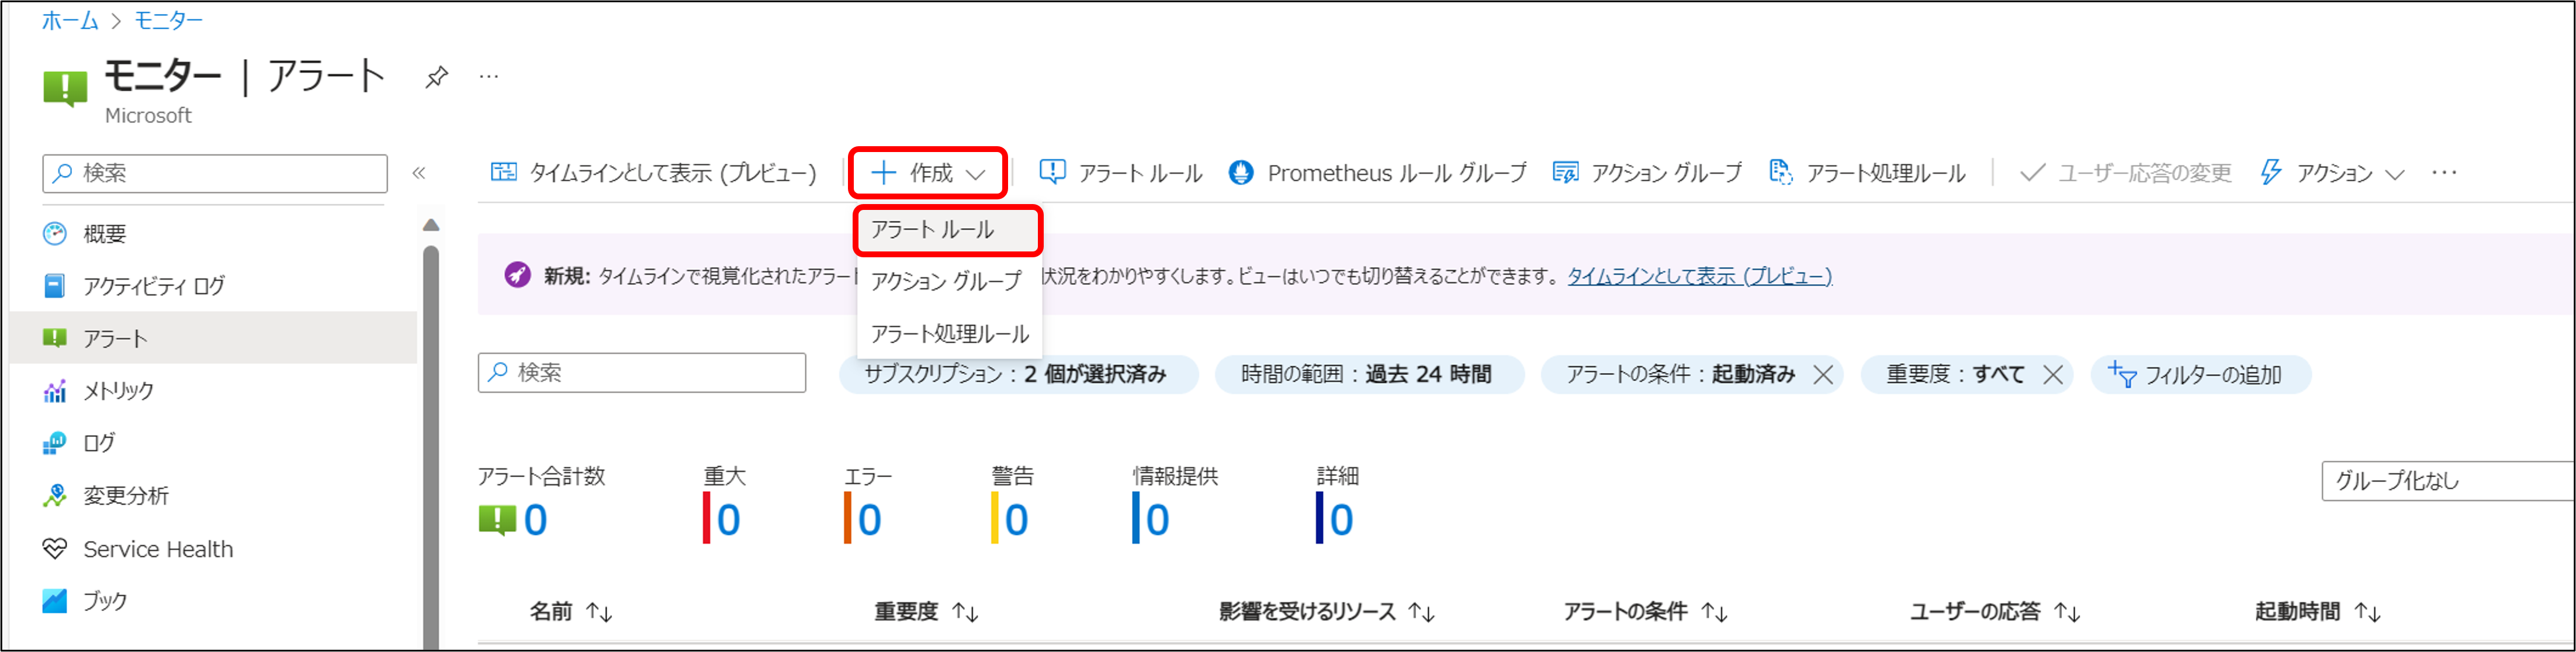 ホーム > モニター
モニター | アラート ...
Microsoft
検索 «
タイムラインとして表示 (プレビュー) 作成 アラート ルール Prometheus ルール グループ アクション グループ アラート処理ルール ユーザー応答の変更 アクション ...
アラート ルール
アクション グループ
アラート処理ルール
概要
アクティビティ ログ
アラート
メトリック
ログ
変更分析
Service Health
ブック
新規: タイムラインで視覚化されたアラート 状況をわかりやすくします。ビューはいつでも切り替えることができます。 タイムラインとして表示 (プレビュー)
検索 サブスクリプション : 2 個が選択済み 時間の範囲 : 過去 24 時間 アラートの条件 : 起動済み 重要度 : すべて フィルターの追加
アラート合計数 重大 エラー 警告 情報提供 詳細
0 0 0 0 0 0
グループ化なし
名前 ↑↓ 重要度 ↑↓ 影響を受けるリソース ↑↓ アラートの条件 ↑↓ ユーザーの応答 ↑↓ 起動時間 ↑↓